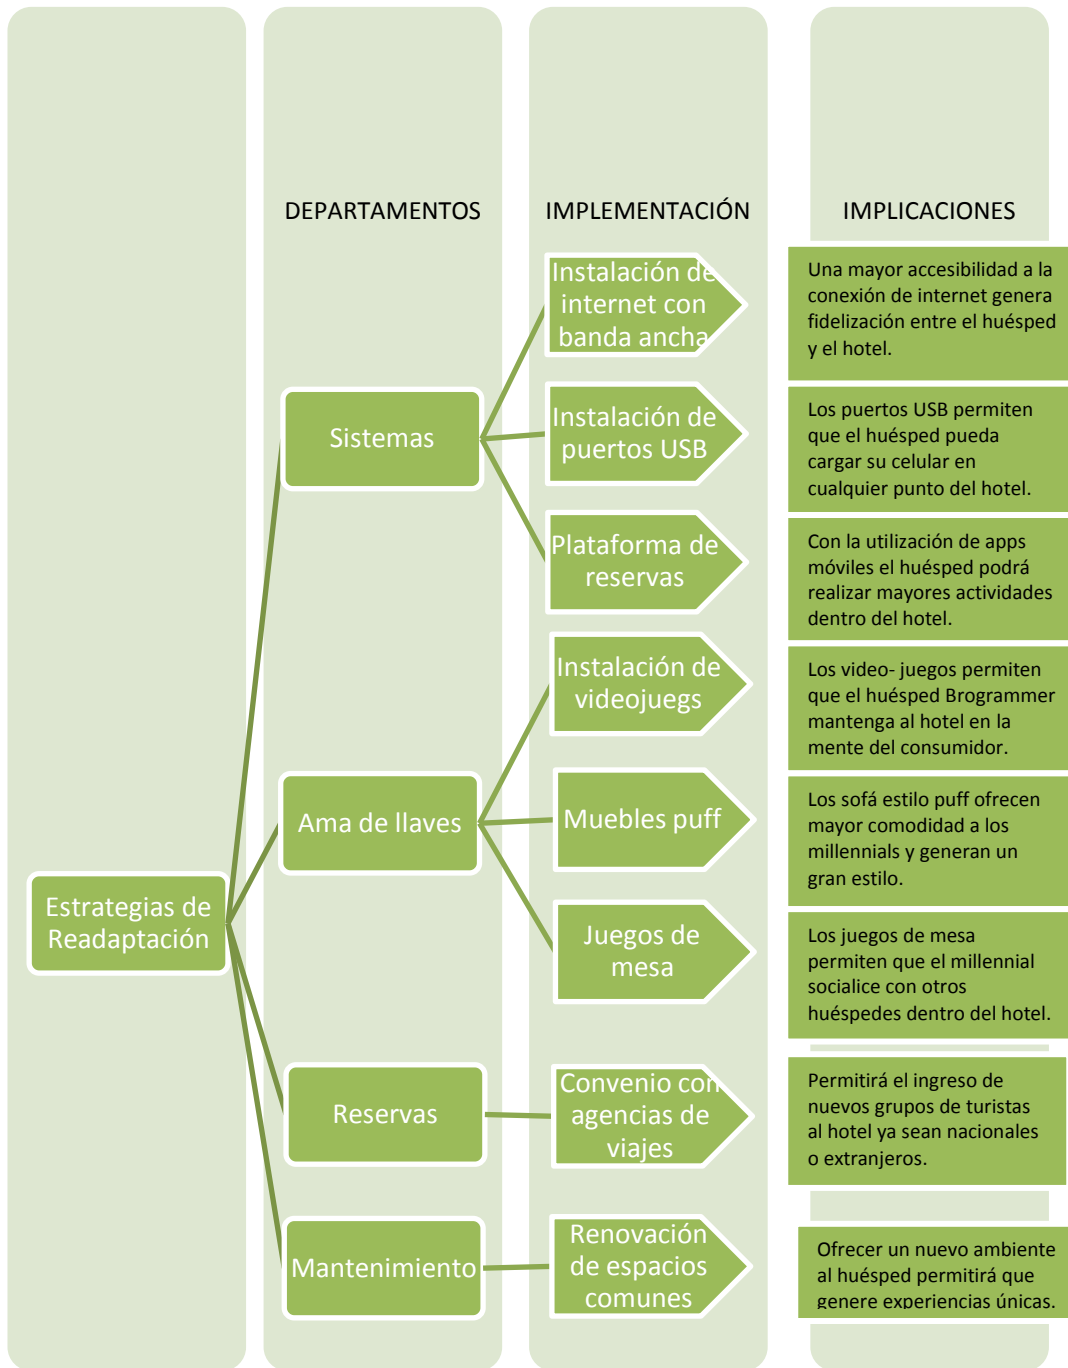 DEPARTAMENTOS
IMPLEMENTACIÓN
IMPLICACIONES
Estrategias de
Readaptación
Sistemas
Instalación de
internet con
banda ancha
Una mayor accesibilidad a la
conexión de internet genera
fidelización entre el huésped
y el hotel.
Instalación de
puertos USB
Los puertos USB permiten
que el huésped pueda
cargar su celular en
cualquier punto del hotel.
Plataforma de
reservas
Con la utilización de apps
móviles el huésped podrá
realizar mayores actividades
dentro del hotel.
Ama de llaves
Instalación de
videojuegs
Los video- juegos permiten
que el huésped Brogrammer
mantenga al hotel en la
mente del consumidor.
Muebles puff
Los sofá estilo puff ofrecen
mayor comodidad a los
millennials y generan un
gran estilo.
Juegos de
mesa
Los juegos de mesa
permiten que el millennial
socialice con otros
huéspedes dentro del hotel.
Reservas
Convenio con
agencias de
viajes
Permitirá el ingreso de
nuevos grupos de turistas
al hotel ya sean nacionales
o extranjeros.
Mantenimiento
Renovación
de espacios
comunes
Ofrecer un nuevo ambiente
al huésped permitirá que
genere experiencias únicas.